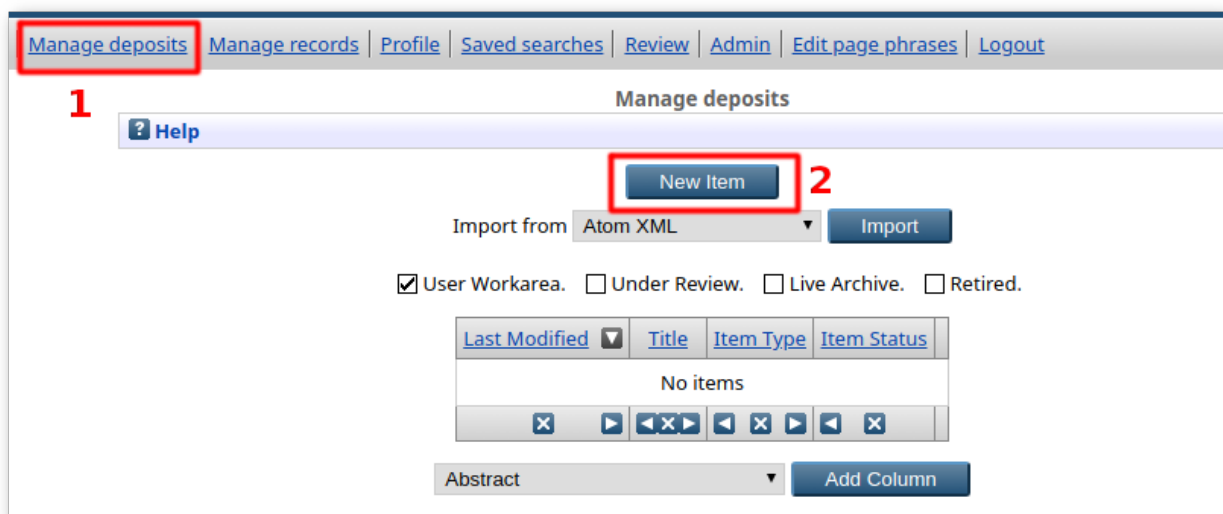 Manage deposits Manage records Profile Saved searches Review Admin Edit page phrases Logout
1
Manage deposits
? Help
New Item 2
Import from Atom XML Import
User Workarea. Under Review. Live Archive. Retired.
Last Modified Title Item Type Item Status
No items
Abstract Add Column